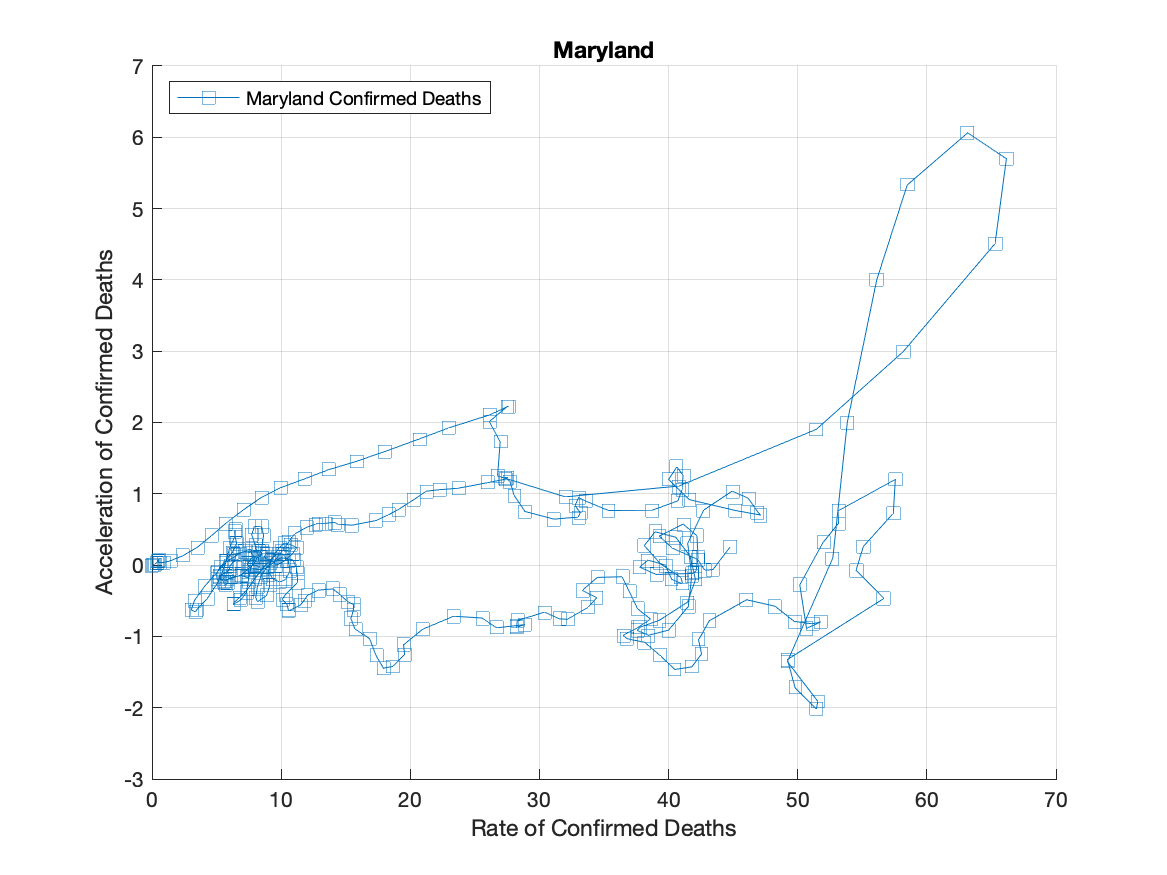 Maryland
7
Maryland Confirmed Deaths
6
5
4
3
2
1
0
-1
-2
-3
Acceleration of Confirmed Deaths
0 10 20 30 40 50 60 70
Rate of Confirmed Deaths